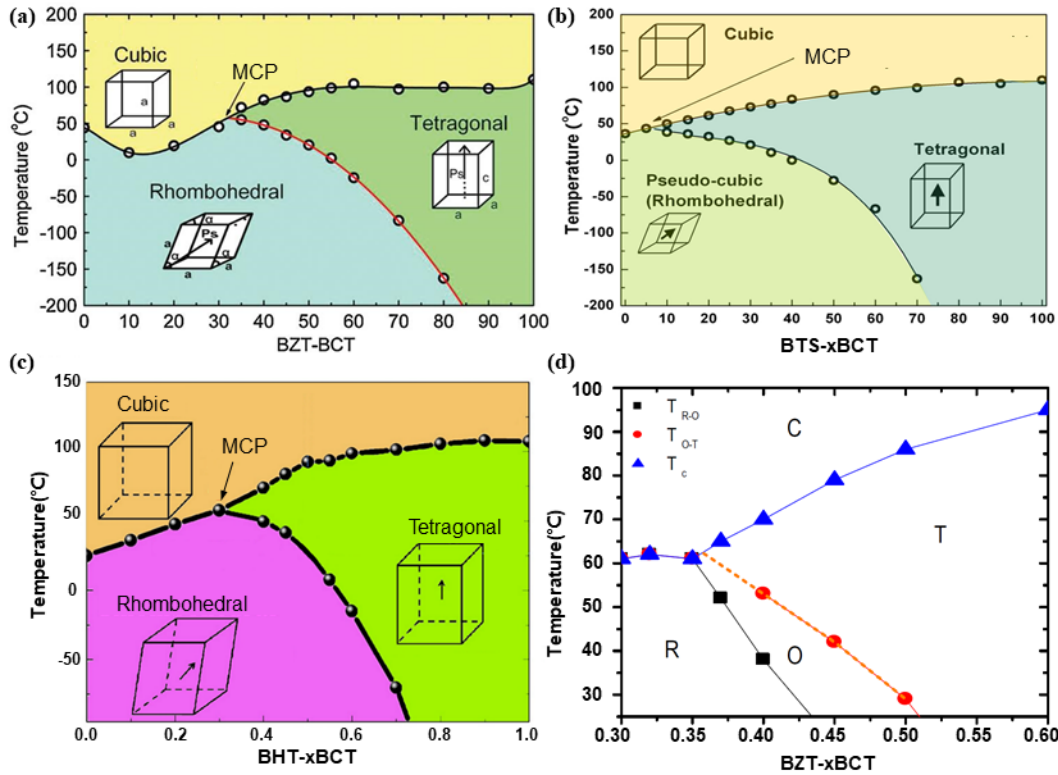 (a)
200
150
100
50
0
-50
-100
-150
-200
Temperature (°C)
Cubic
a
a
a
MCP
Tetragonal
Ps
c
a
a
Rhombohedral
α
Ps
a
α
α
a
a
0 10 20 30 40 50 60 70 80 90 100
BZT-BCT
(b)
200
150
100
50
0
-50
-100
-150
-200
Temperature (°C)
Cubic
MCP
Tetragonal
Pseudo-cubic
(Rhombohedral)
0 10 20 30 40 50 60 70 80 90 100
BTS-xBCT
(c)
150
100
50
0
-50
Temperature(°C)
Cubic
MCP
Tetragonal
Rhombohedral
0.0 0.2 0.4 0.6 0.8 1.0
BHT-xBCT
(d)
100
90
80
70
60
50
40
30
Temperature(°C)
T R-O
T O-T
T c
C
T
R
O
0.30 0.35 0.40 0.45 0.50 0.55 0.60
BZT-xBCT